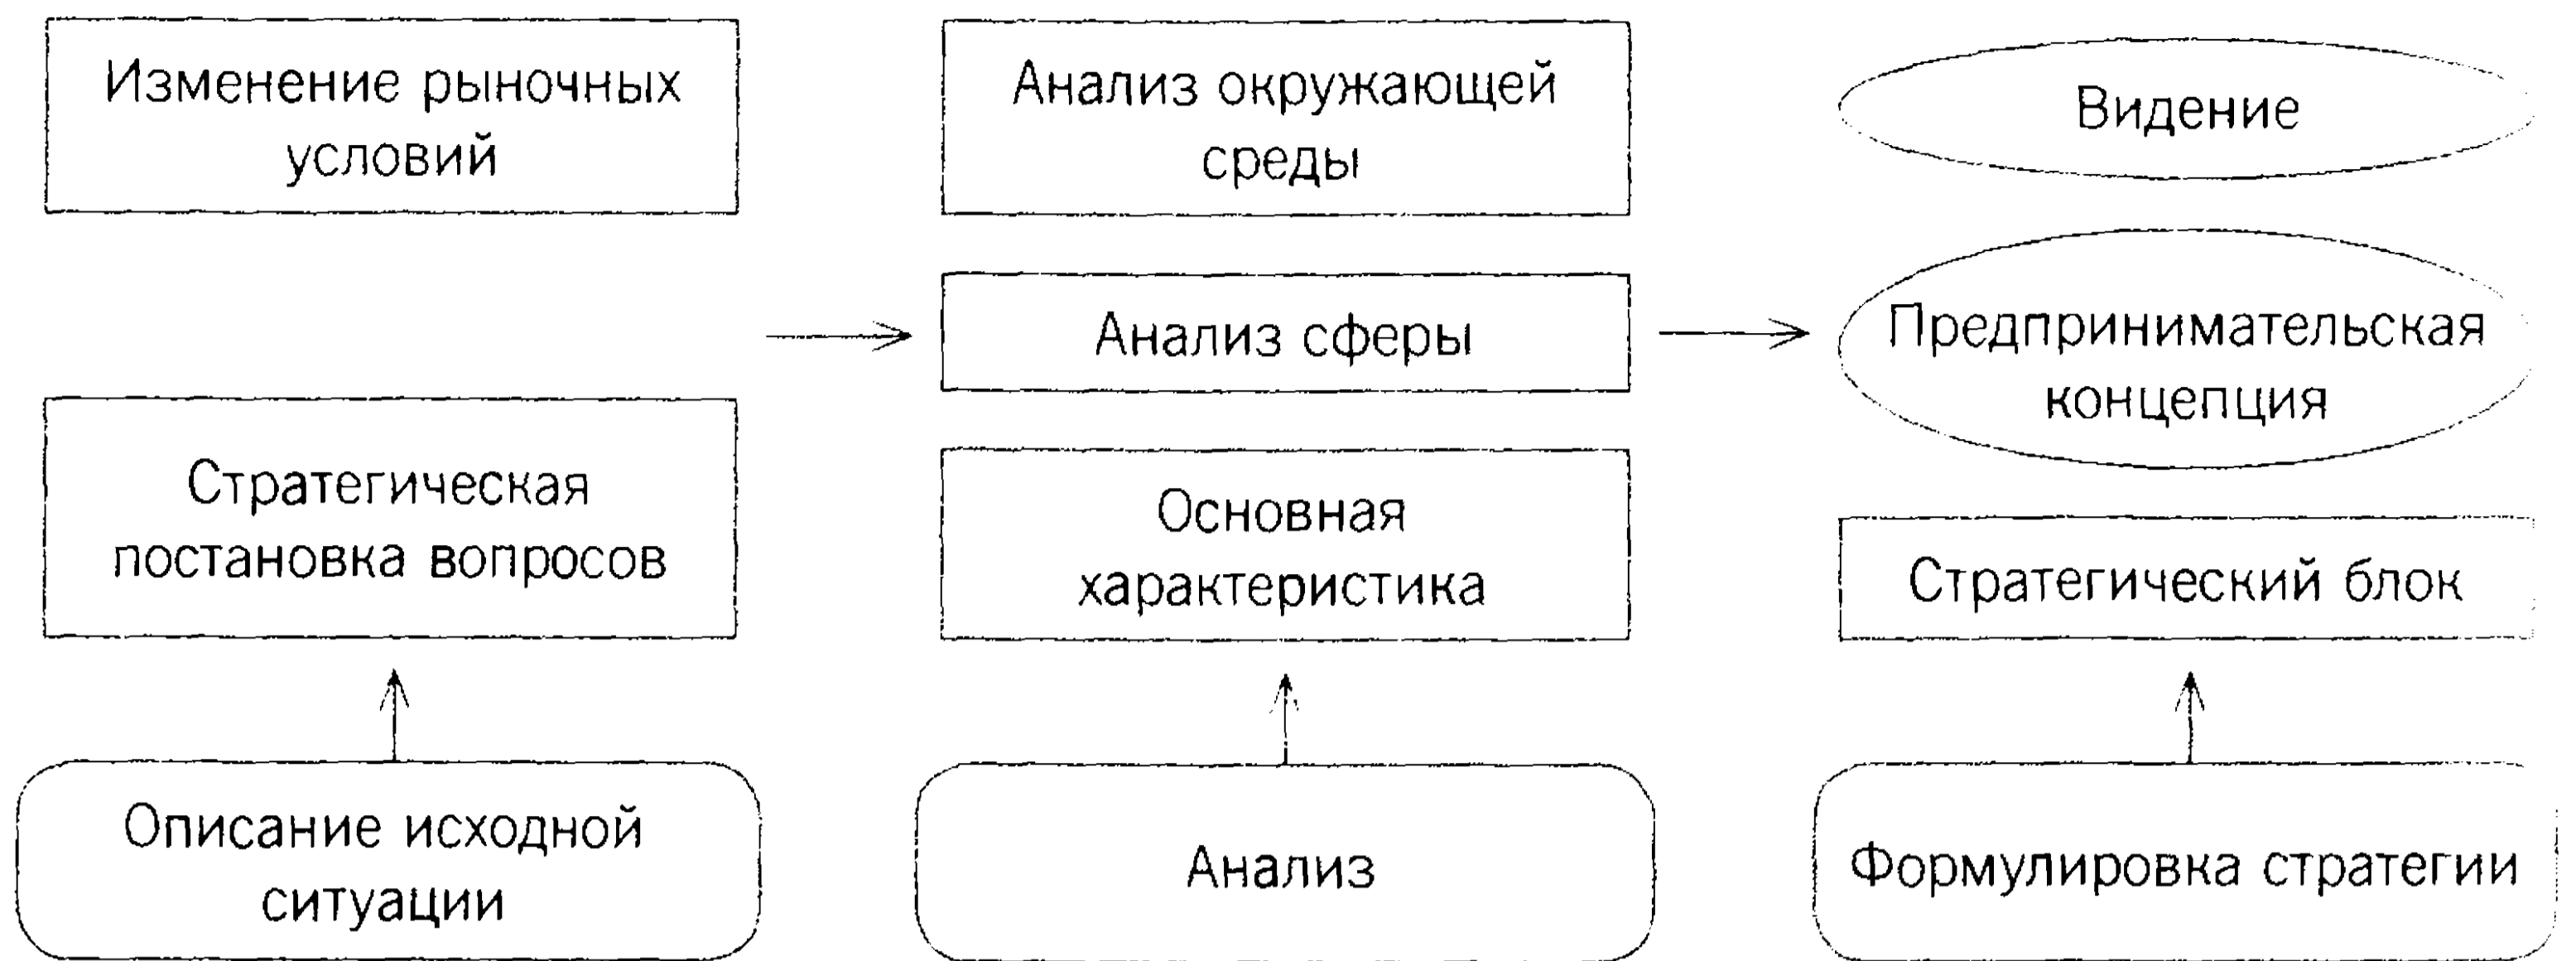 Изменение рыночных
условий
Анализ окружающей
среды
Видение
Анализ сферы
Предпринимательская
концепция
Стратегическая
постановка вопросов
Основная
характеристика
Стратегический блок
Описание исходной
ситуации
Анализ
Формулировка стратегии